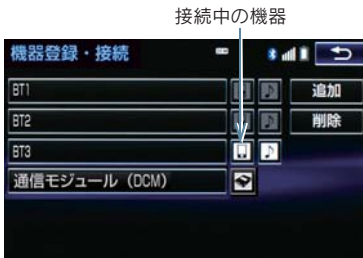 接続中の機器
機器登録・接続
BT1
追加
BT2
削除
BT3
通信モジュール（DCM）